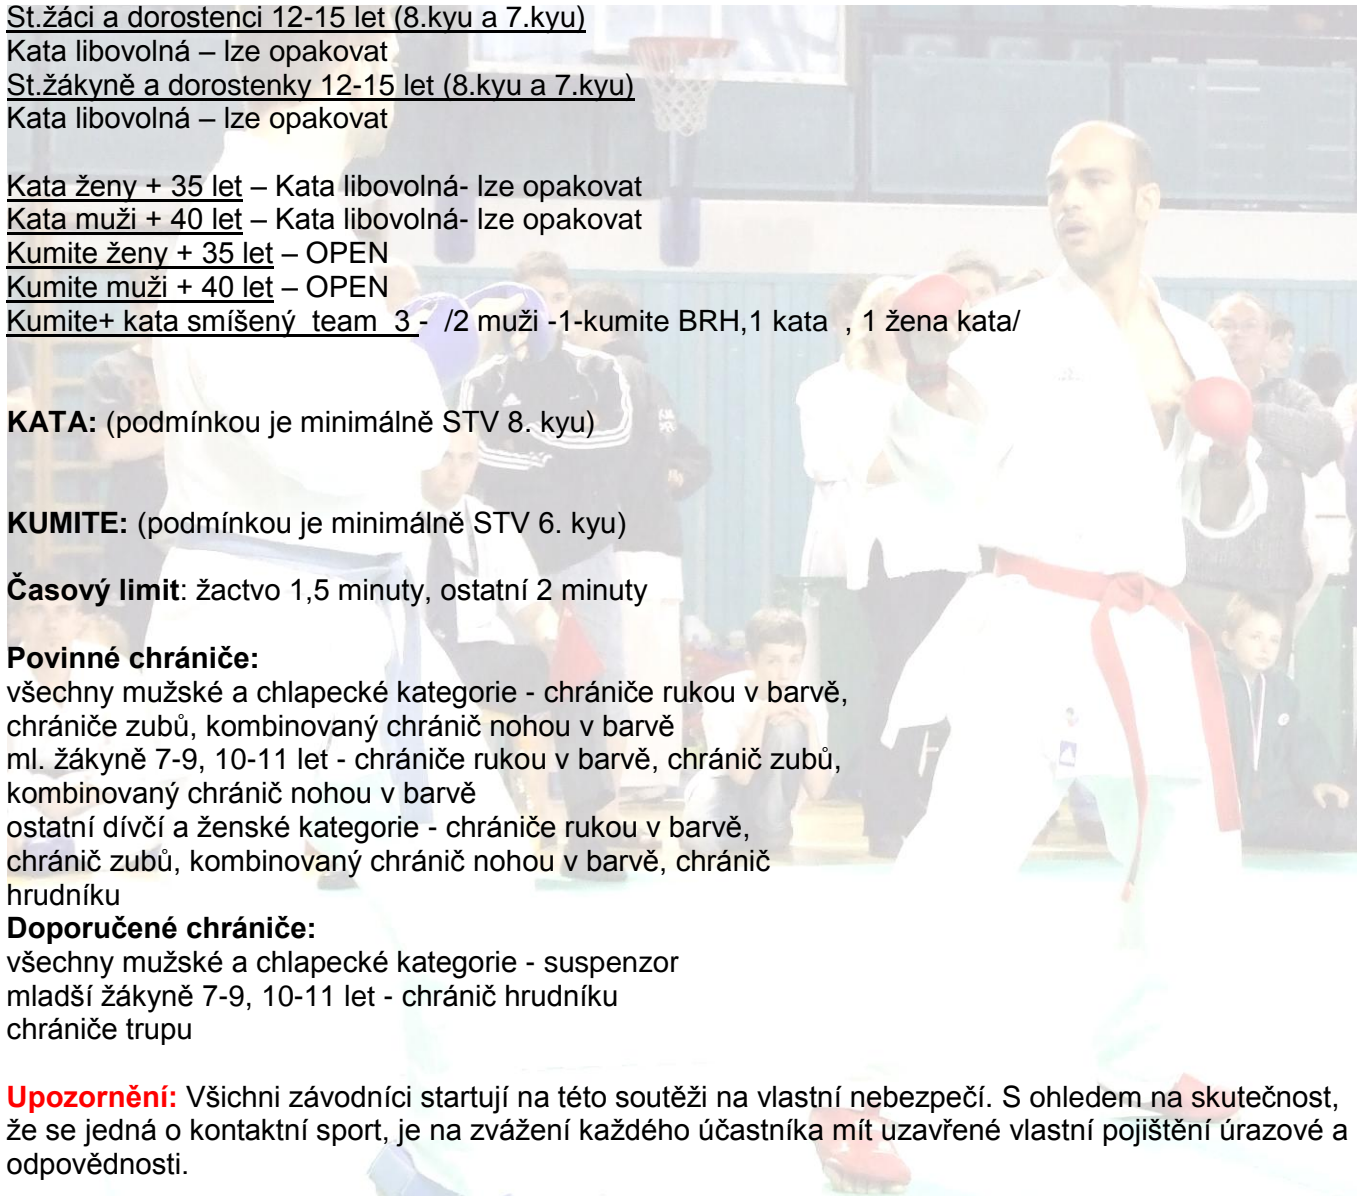 St.žáci a dorostenci 12-15 let (8.kyu a 7.kyu)
Kata libovolná – lze opakovat
St.žákyně a dorostenky 12-15 let (8.kyu a 7.kyu)
Kata libovolná – lze opakovat
Kata ženy + 35 let – Kata libovolná- lze opakovat
Kata muži + 40 let – Kata libovolná- lze opakovat
Kumite ženy + 35 let – OPEN
Kumite muži + 40 let – OPEN
Kumite+ kata smíšený  team  3 -  /2 muži -1-kumite BRH,1 kata  , 1 žena kata/
KATA: (podmínkou je minimálně STV 8. kyu)
KUMITE: (podmínkou je minimálně STV 6. kyu)
Časový limit: žactvo 1,5 minuty, ostatní 2 minuty
Povinné chrániče:
všechny mužské a chlapecké kategorie - chrániče rukou v barvě,
chrániče zubů, kombinovaný chránič nohou v barvě
ml. žákyně 7-9, 10-11 let - chrániče rukou v barvě, chránič zubů,
kombinovaný chránič nohou v barvě
ostatní dívčí a ženské kategorie - chrániče rukou v barvě,
chránič zubů, kombinovaný chránič nohou v barvě, chránič
hrudníku
Doporučené chrániče:
všechny mužské a chlapecké kategorie - suspenzor
mladší žákyně 7-9, 10-11 let - chránič hrudníku
chrániče trupu
Upozornění: Všichni závodníci startují na této soutěži na vlastní nebezpečí. S ohledem na skutečnost,
že se jedná o kontaktní sport, je na zvážení každého účastníka mít uzavřené vlastní pojištění úrazové a
odpovědnosti.